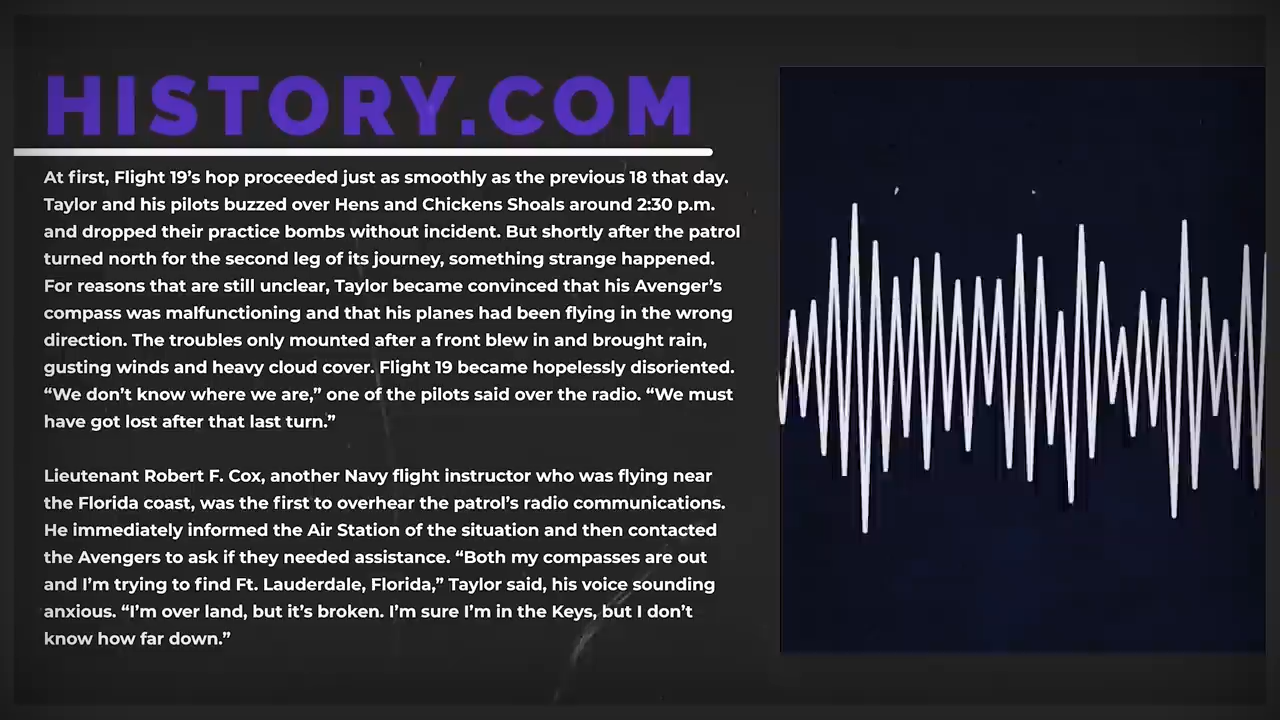 HISTORY.COM
At first, Flight 19’s hop proceeded just as smoothly as the previous 18 that day.
Taylor and his pilots buzzed over Hens and Chickens Shoals around 2:30 p.m.
and dropped their practice bombs without incident. But shortly after the patrol
turned north for the second leg of its journey, something strange happened.
For reasons that are still unclear, Taylor became convinced that his Avenger’s
compass was malfunctioning and that his planes had been flying in the wrong
direction. The troubles only mounted after a front blew in and brought rain,
gusting winds and heavy cloud cover. Flight 19 became hopelessly disoriented.
“We don’t know where we are,” one of the pilots said over the radio. “We must
have got lost after that last turn.”
Lieutenant Robert F. Cox, another Navy flight instructor who was flying near
the Florida coast, was the first to overhear the patrol’s radio communications.
He immediately informed the Air Station of the situation and then contacted
the Avengers to ask if they needed assistance. “Both my compasses are out
and I’m trying to find Ft. Lauderdale, Florida,” Taylor said, his voice sounding
anxious. “I’m over land, but it’s broken. I’m sure I’m in the Keys, but I don’t
know how far down.”